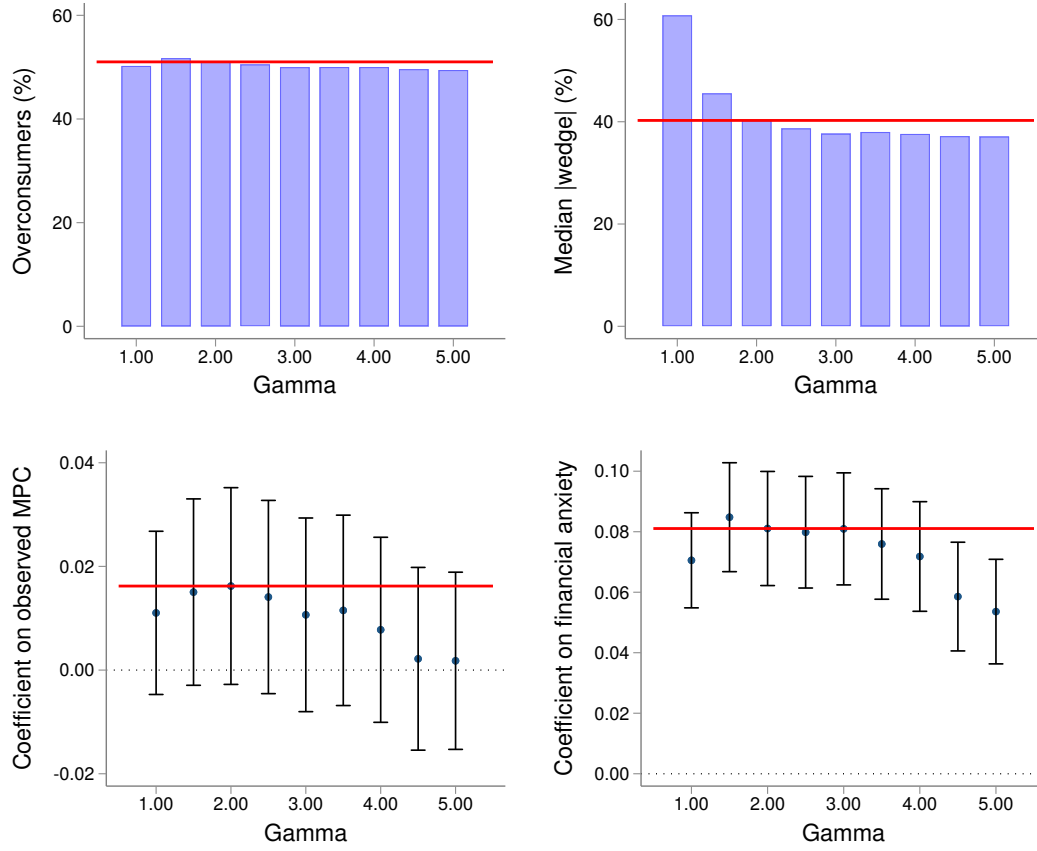 Overconsumers (%)
60
40
20
0
1.00 2.00 3.00 4.00 5.00
Gamma
Median |wedge| (%)
60
40
20
0
1.00 2.00 3.00 4.00 5.00
Gamma
Coefficient on observed MPC
0.04
0.02
0.00
-0.02
1.00 2.00 3.00 4.00 5.00
Gamma
Coefficient on financial anxiety
0.10
0.08
0.06
0.04
0.02
0.00
1.00 2.00 3.00 4.00 5.00
Gamma